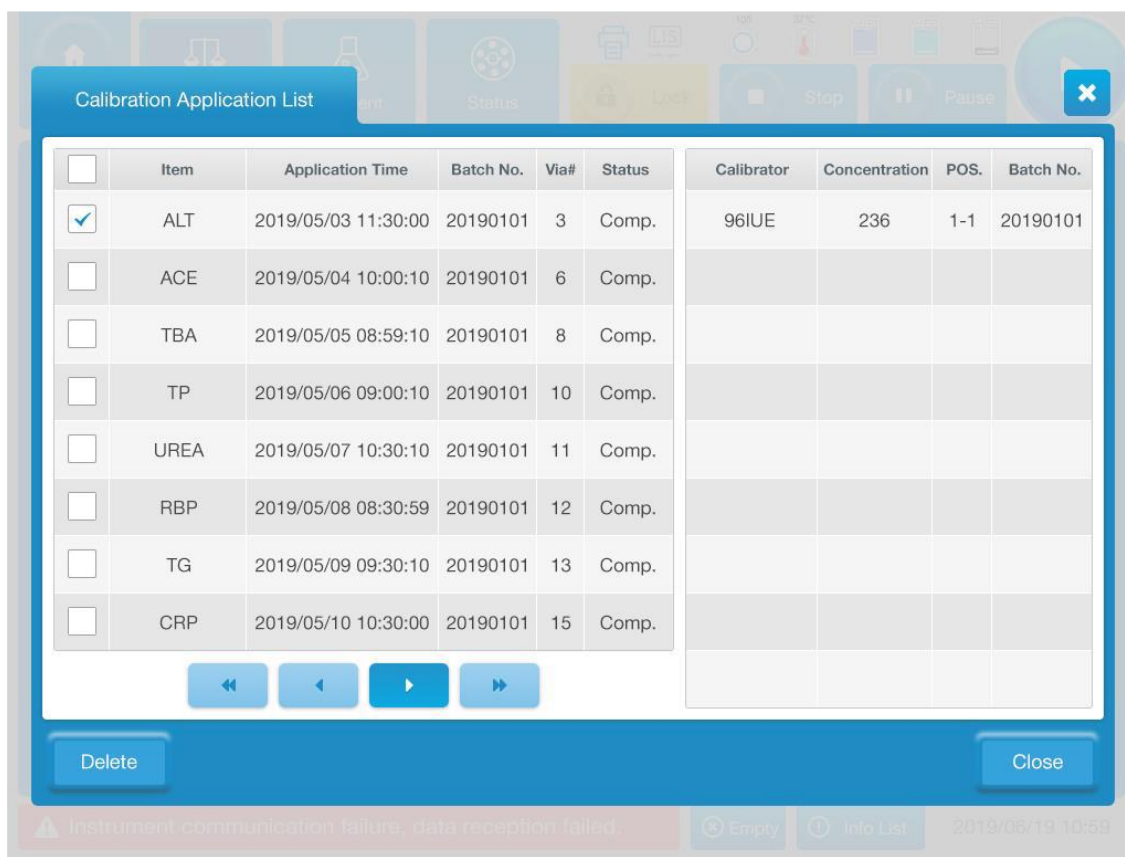 LIS
Status
Lock
Stop
Pause
Calibration Application List
Item Application Time Batch No. Via# Status
ALT 2019/05/03 11:30:00 20190101 3 Comp.
ACE 2019/05/04 10:00:10 20190101 6 Comp.
TBA 2019/05/05 08:59:10 20190101 8 Comp.
TP 2019/05/06 09:00:10 20190101 10 Comp.
UREA 2019/05/07 10:30:10 20190101 11 Comp.
RBP 2019/05/08 08:30:59 20190101 12 Comp.
TG 2019/05/09 09:30:10 20190101 13 Comp.
CRP 2019/05/10 10:30:00 20190101 15 Comp.
Calibrator Concentration POS. Batch No.
96IUE 236 1-1 20190101
Delete
Close
Instrument communication failure, data reception failed.
Empty
Info List
2019/06/19 10:59